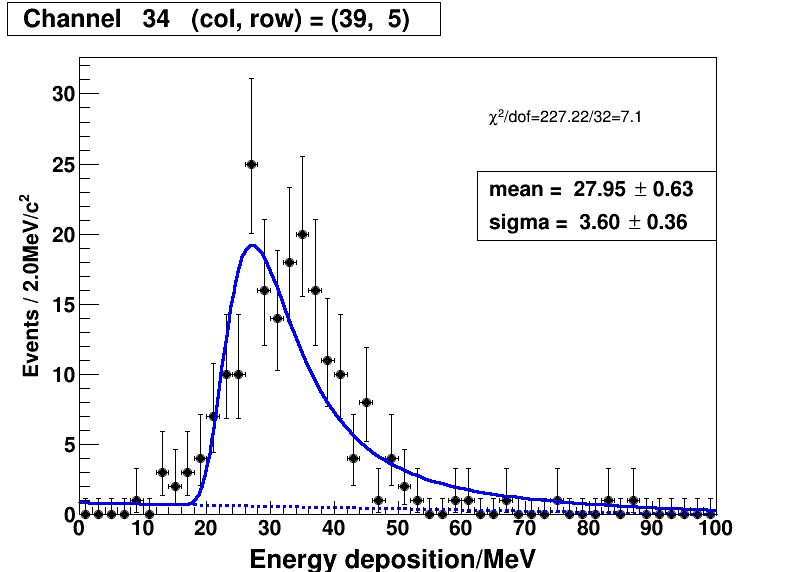 Channel 34 (col, row) = (39, 5)
χ²/dof=227.22/32=7.1
mean = 27.95 ± 0.63
sigma = 3.60 ± 0.36
Events / 2.0MeV/c²
30
25
20
15
10
5
0
0 10 20 30 40 50 60 70 80 90 100
Energy deposition/MeV